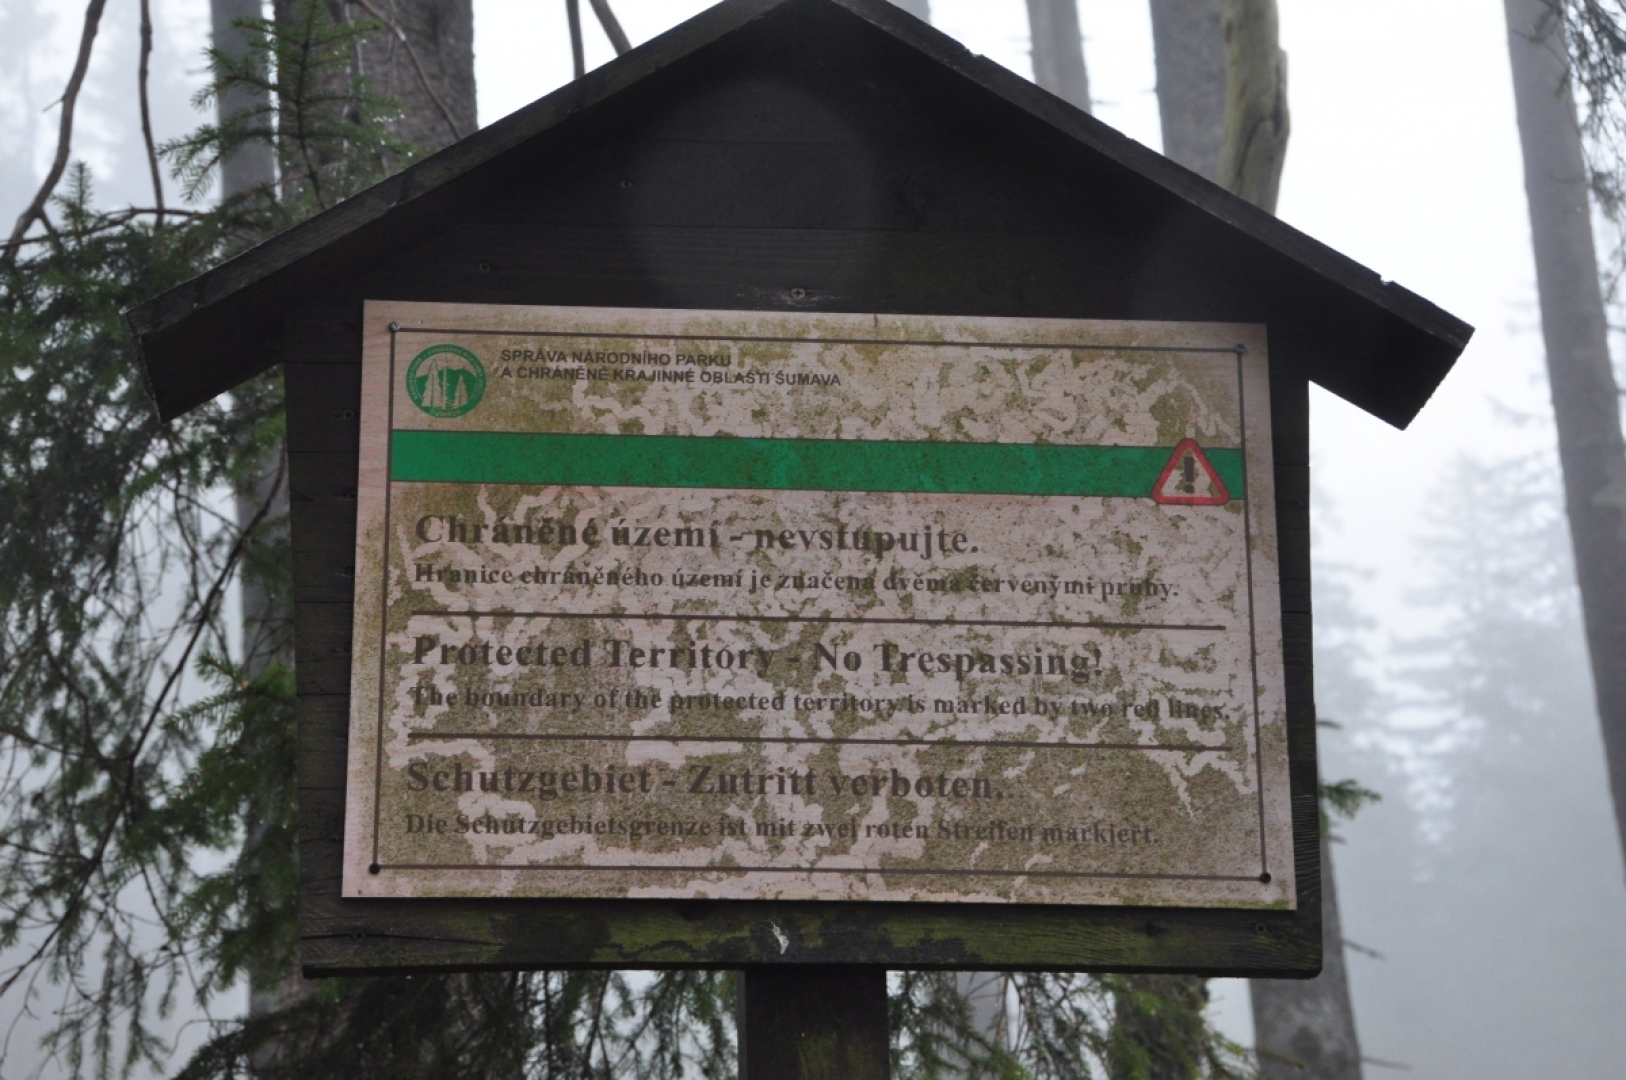 SPRÁVA NÁRODNÍHO PARKU
A CHRÁNĚNÉ KRAJINNÉ OBLASTI ŠUMAVA
Chráněné území - nevstupujte.
Hranice chráněného území je značena dvěma červenými pruhy.
Protected Territory - No Trespassing!
The boundary of the protected territory is marked by two red lines.
Schutzgebiet - Zutritt verboten.
Die Schutzgebietsgrenze ist mit zwei roten Streifen markiert.